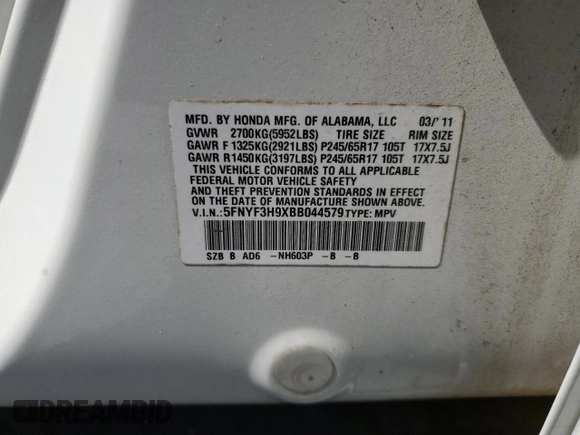 MFD. BY HONDA MFG. OF ALABAMA, LLC 03/'11
GVWR 2700KG(5952LBS) TIRE SIZE RIM SIZE
GAWR F 1325KG(2921LBS) P245/65R17 105T 17X7.5J
GAWR R1450KG(3197LBS) P245/65R17 105T 17X7.5J
THIS VEHICLE CONFORMS TO ALL APPLICABLE
FEDERAL MOTOR VEHICLE SAFETY
AND THEFT PREVENTION STANDARDS IN EFFECT
ON THE DATE OF MANUFACTURE SHOWN ABOVE.
V.I.N.:5FNYF3H9XBB044579 TYPE: MPV
SZB B AD6 -NH603P -B -B
DREAMBID